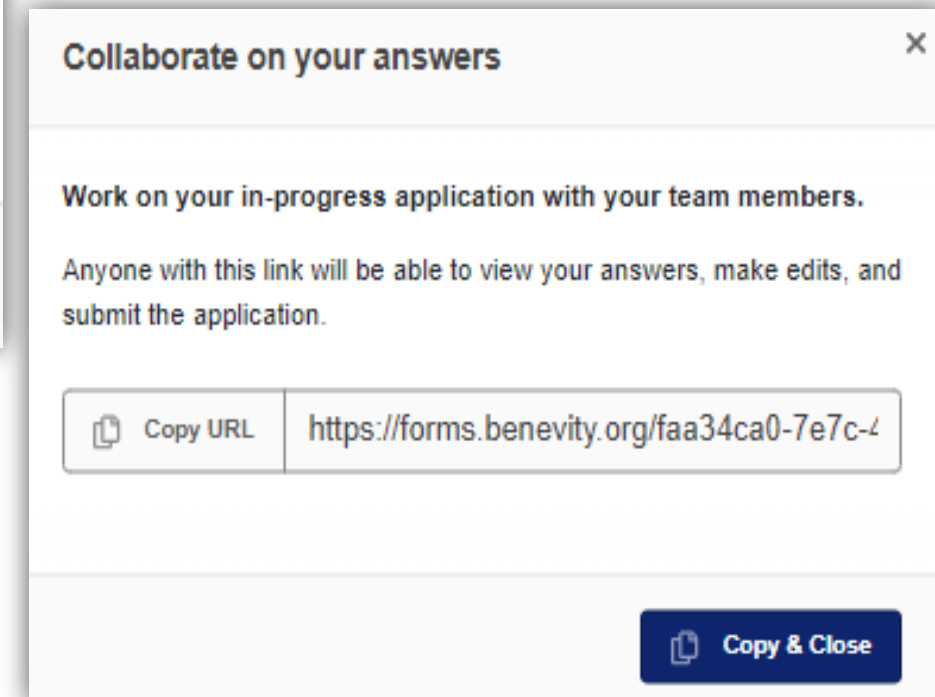 Collaborate on your answers
Work on your in-progress application with your team members.
Anyone with this link will be able to view your answers, make edits, and
submit the application.
Copy URL
https://forms.benevity.org/faa34ca0-7e7c-4
Copy & Close